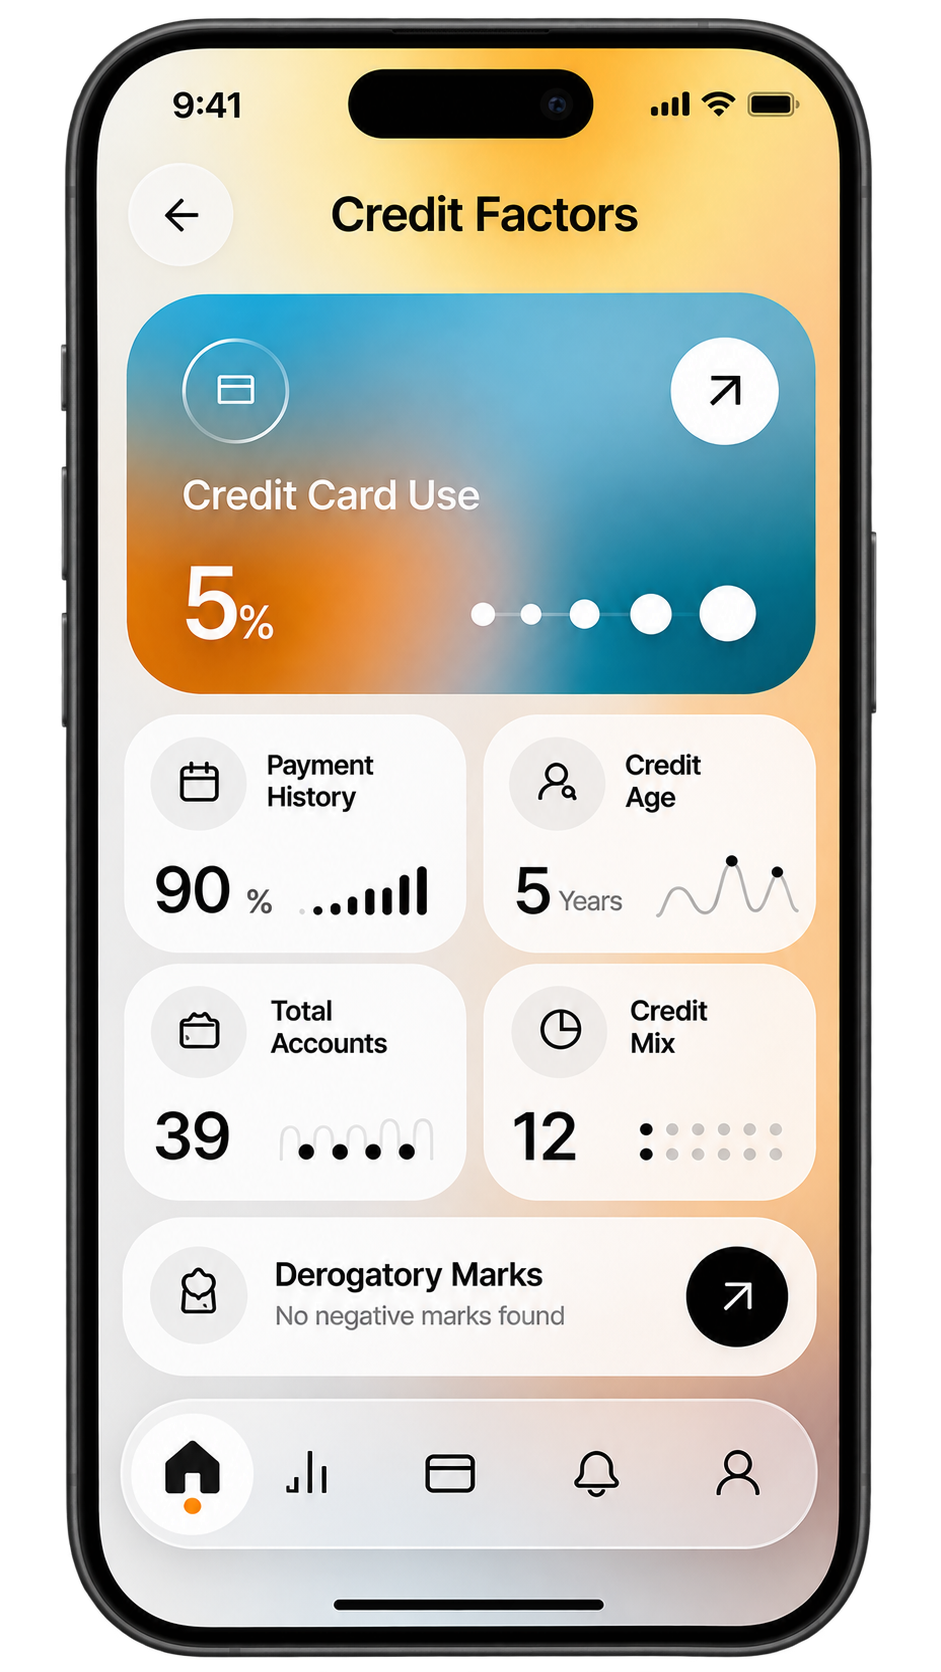 9:41
Credit Factors
Credit Card Use
5%
Payment
History
90 %
Credit
Age
5 Years
Total
Accounts
39
Credit
Mix
12
Derogatory Marks
No negative marks found